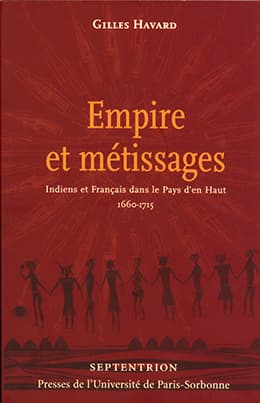 GILLES HAVARD
Empire
et métissages
Indiens et Français dans le Pays d'en Haut
1660-1715
SEPTENTRION
Presses de l'Université de Paris-Sorbonne